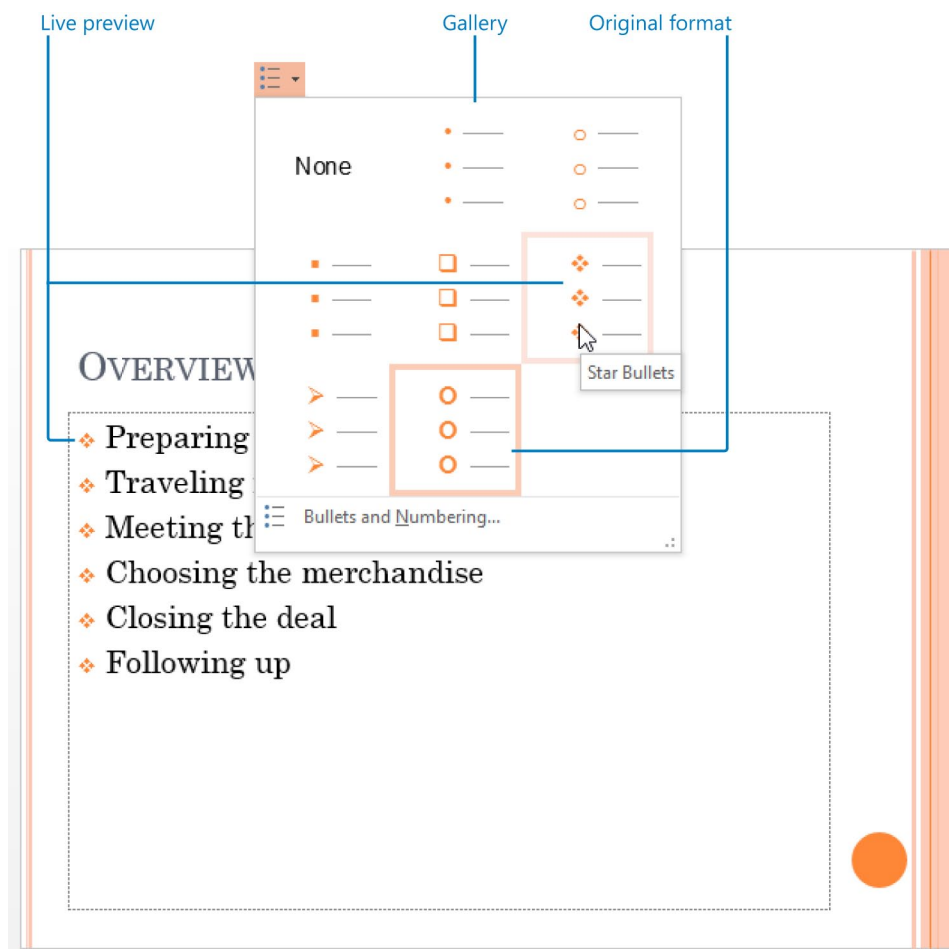 Live preview
Gallery
Original format
None
Star Bullets
OVERVIEW
Preparing
Traveling
Meeting th
Bullets and Numbering...
Choosing the merchandise
Closing the deal
Following up